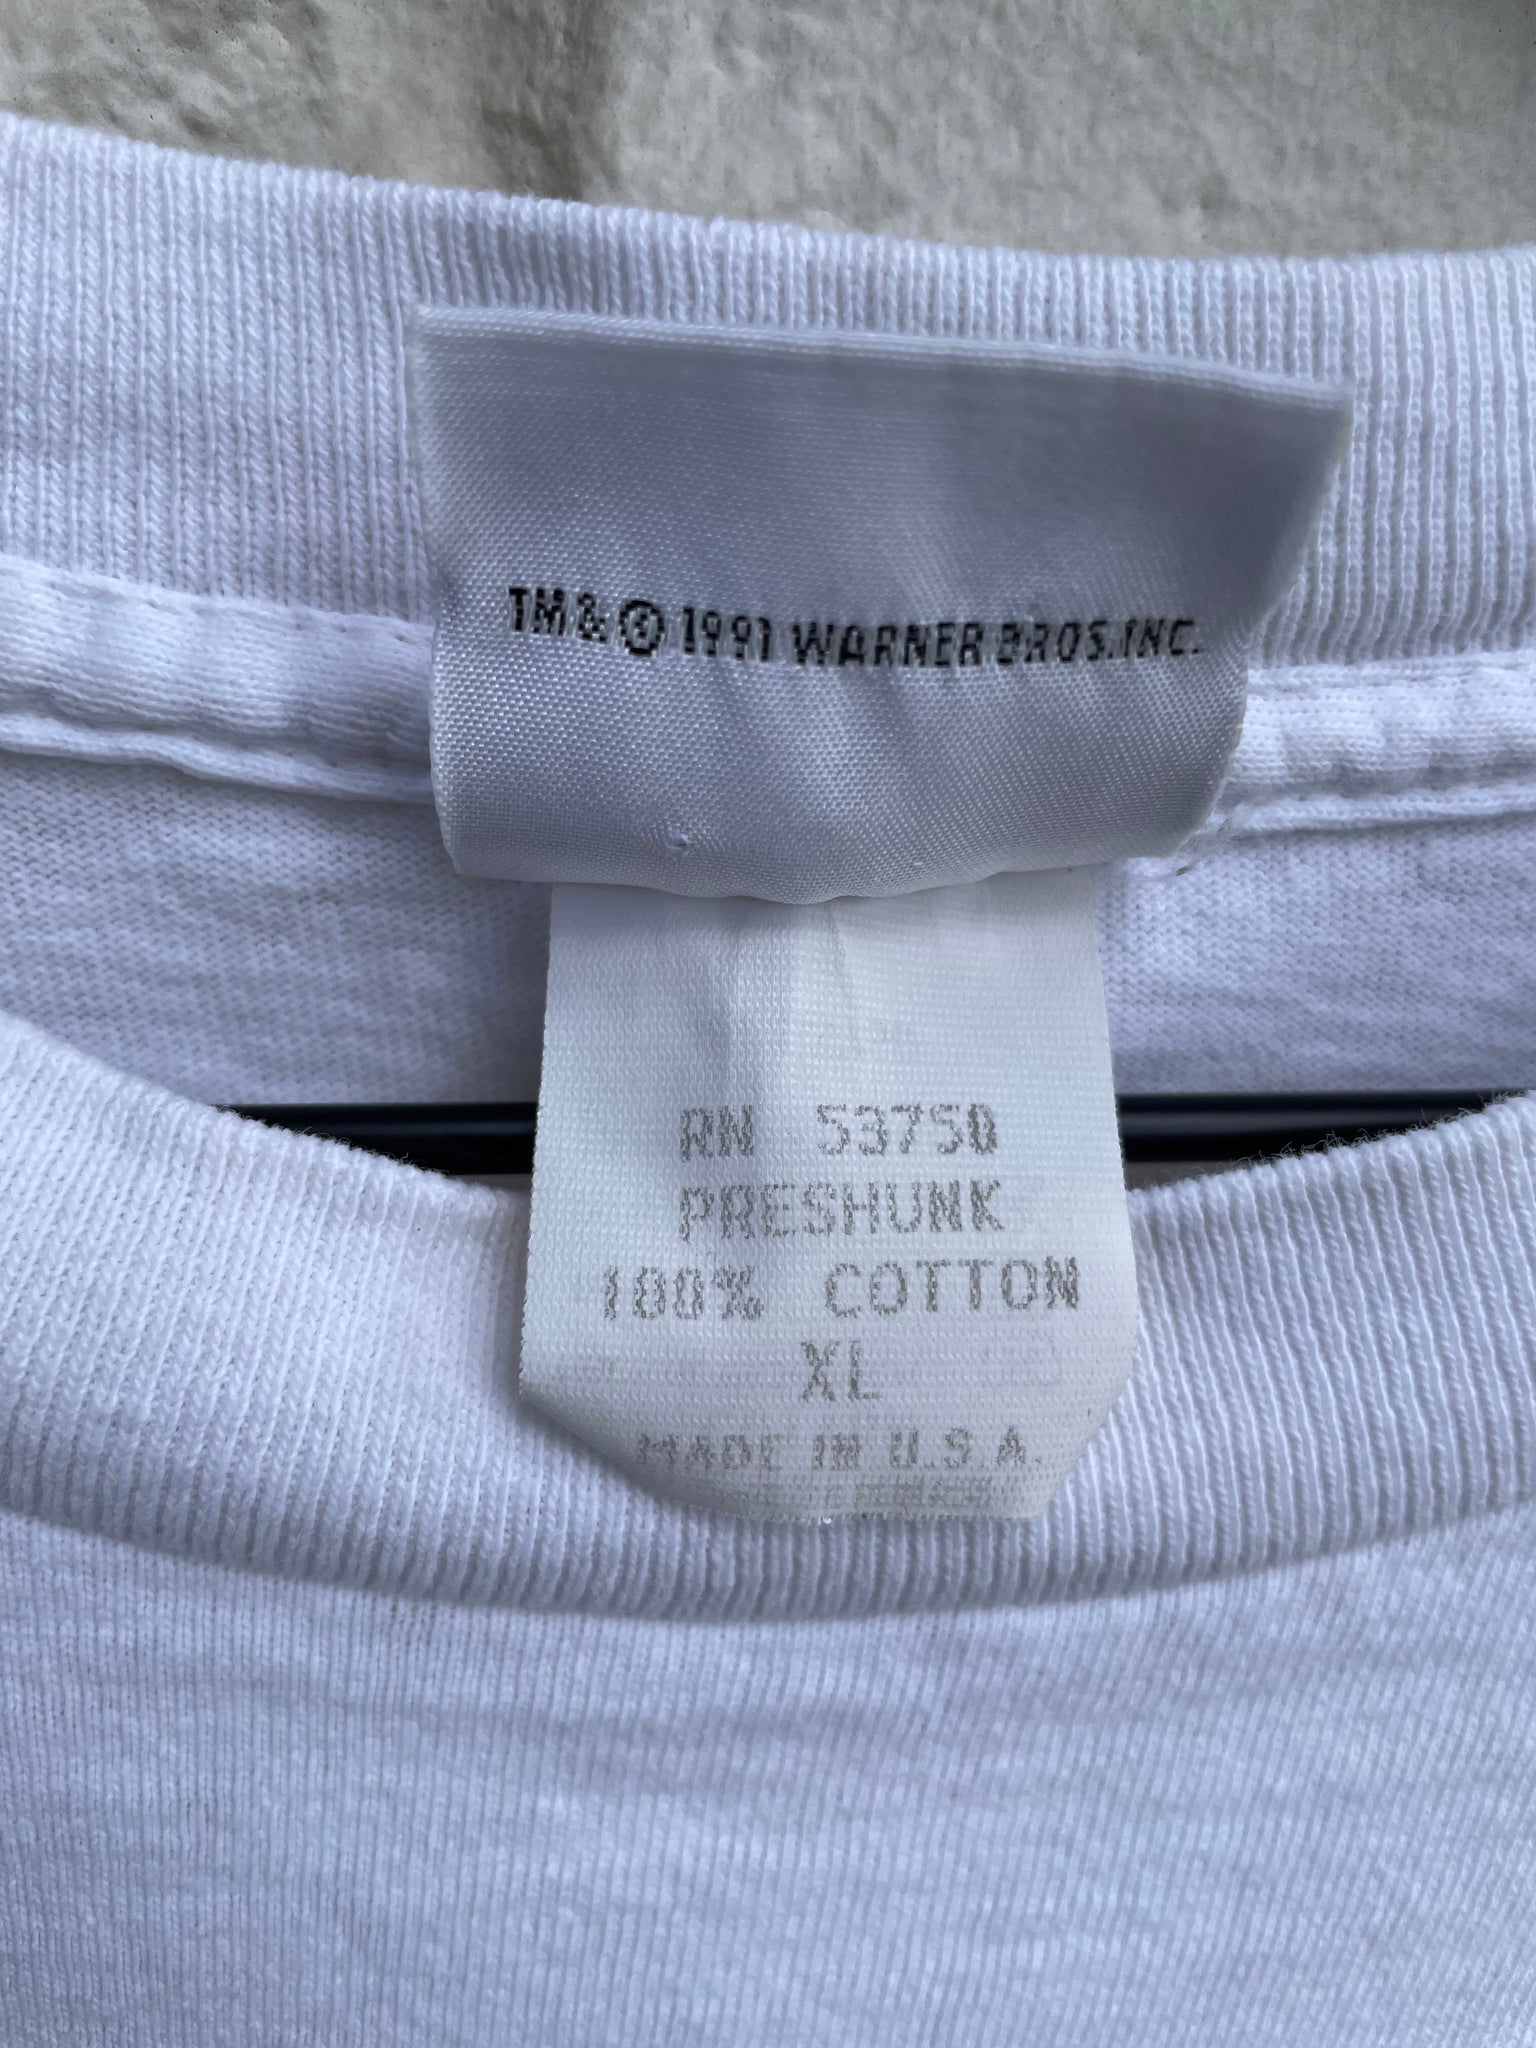 TM & © 1991 WARNER BROS. INC.
RN 53750
PRESHUNK
100% COTTON
XL
MADE IN U.S.A.